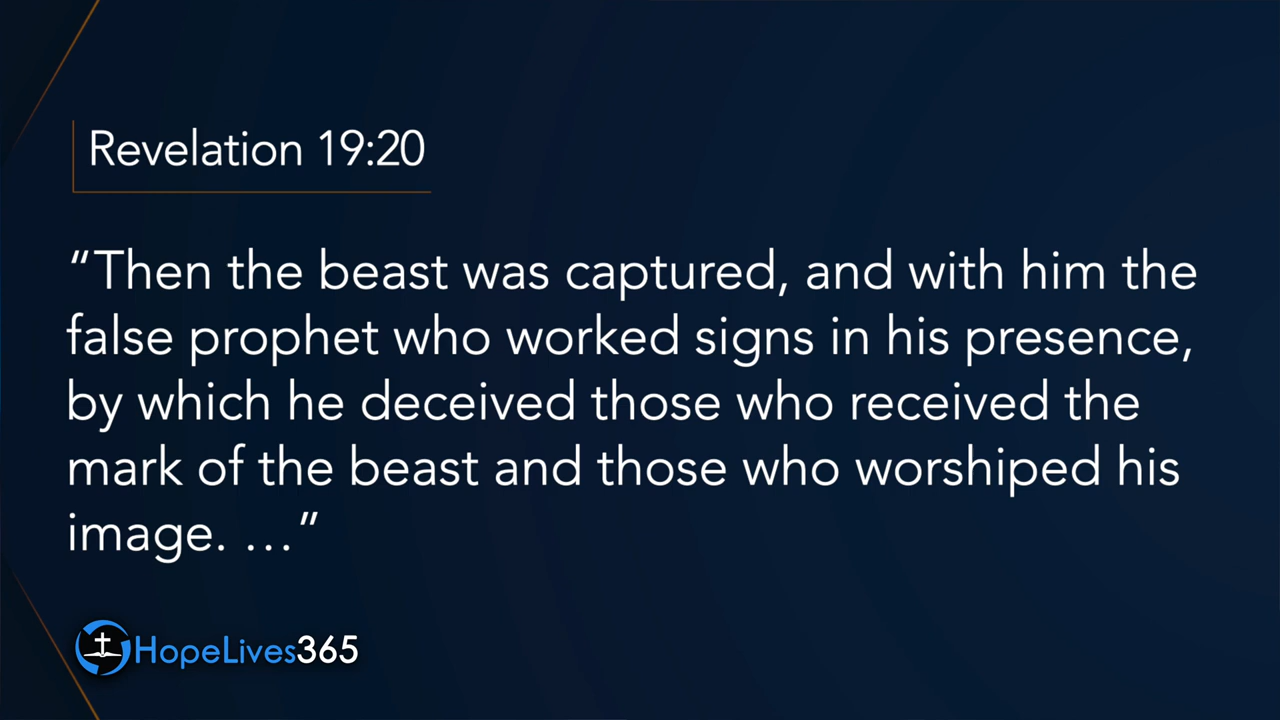 Revelation 19:20
“Then the beast was captured, and with him the
false prophet who worked signs in his presence,
by which he deceived those who received the
mark of the beast and those who worshiped his
image. …”
HopeLives365